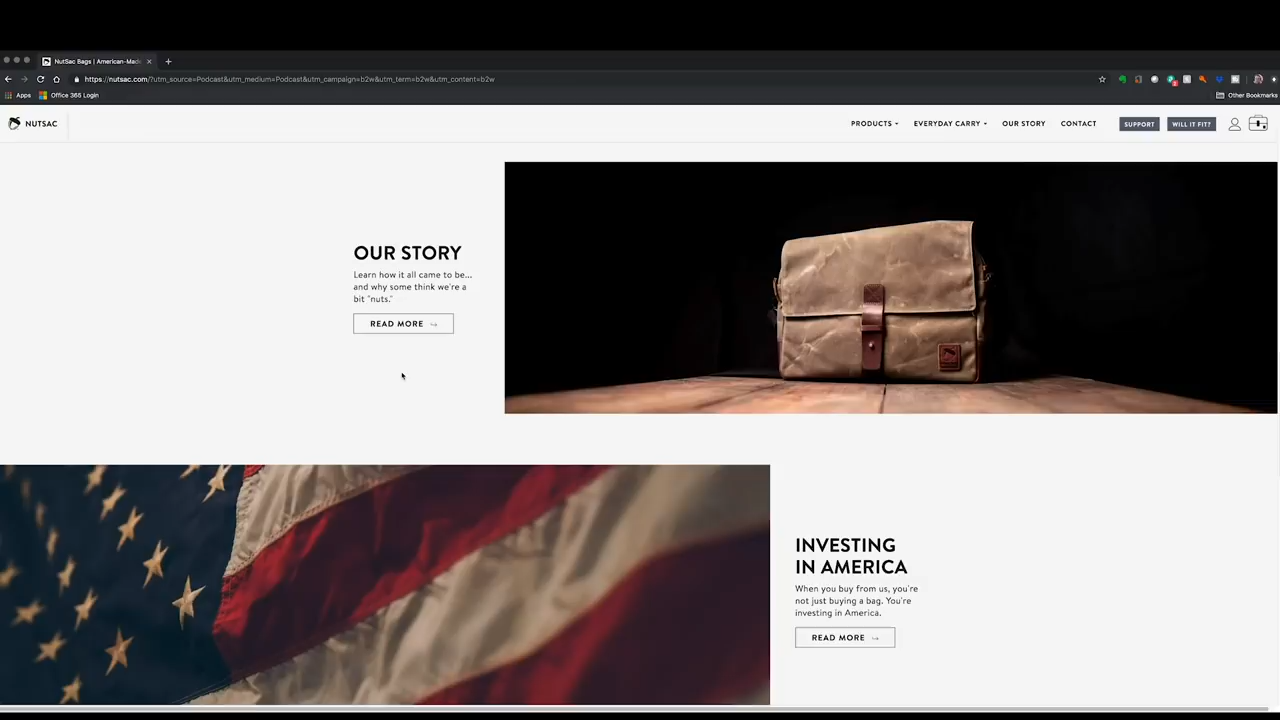 NutSac Bags | American-Mad
https://nutsac.com/?utm_source=Podcast&utm_medium=Podcast&utm_campaign=b2w&utm_term=b2w&utm_content=b2w
Apps Office 365 Login Other Bookmarks
NUTSAC PRODUCTS EVERYDAY CARRY OUR STORY CONTACT SUPPORT WILL IT FIT?
OUR STORY
Learn how it all came to be...
and why some think we're a
bit "nuts."
READ MORE
INVESTING
IN AMERICA
When you buy from us, you're
not just buying a bag. You're
investing in America.
READ MORE